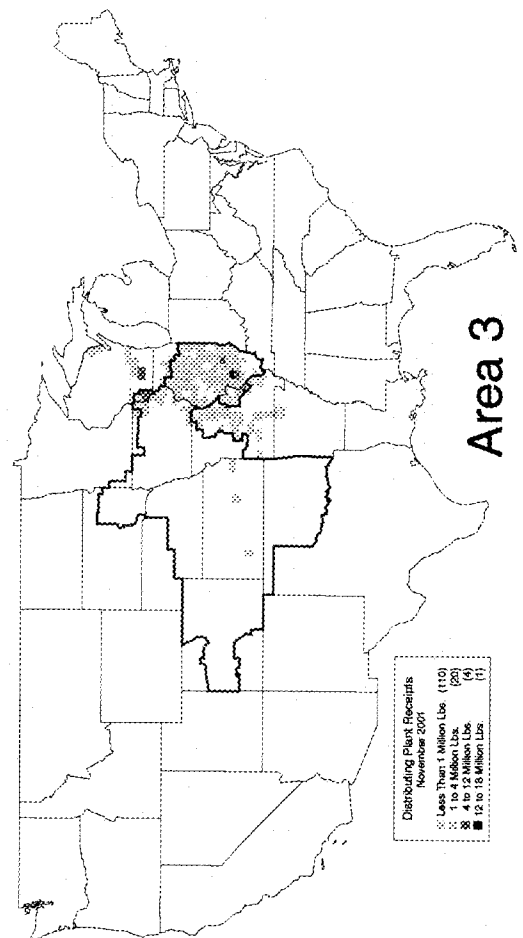 Area 3
Distributing Plant Receipts
November 2001
Less Than 1 Million Lbs. (110)
1 to 4 Million Lbs. (20)
4 to 12 Million Lbs. (4)
12 to 18 Million Lbs. (1)